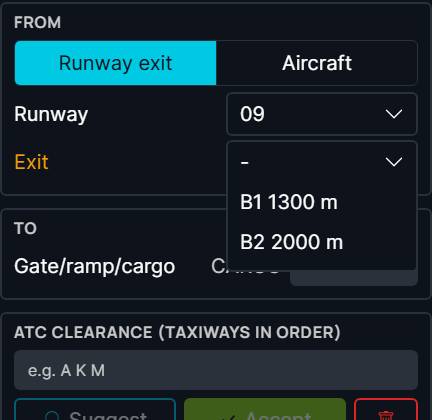 FROM
Runway exit Aircraft
Runway 09
Exit -
B1 1300 m
B2 2000 m
TO
Gate/ramp/cargo
ATC CLEARANCE (TAXIWAYS IN ORDER)
e.g. A K M
Suggest Accept